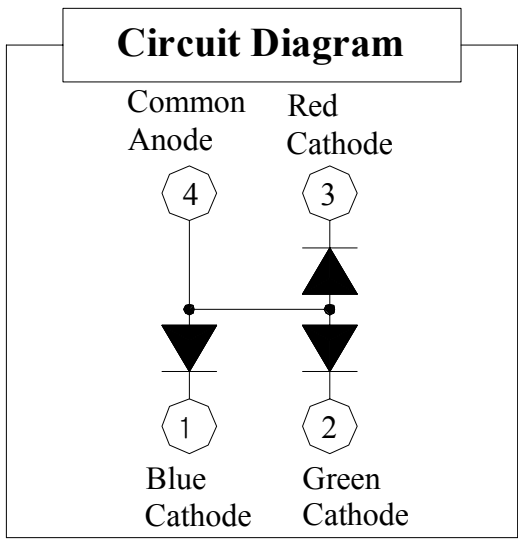 Circuit Diagram
Common
Anode
Red
Cathode
4
3
1
2
Blue
Cathode
Green
Cathode